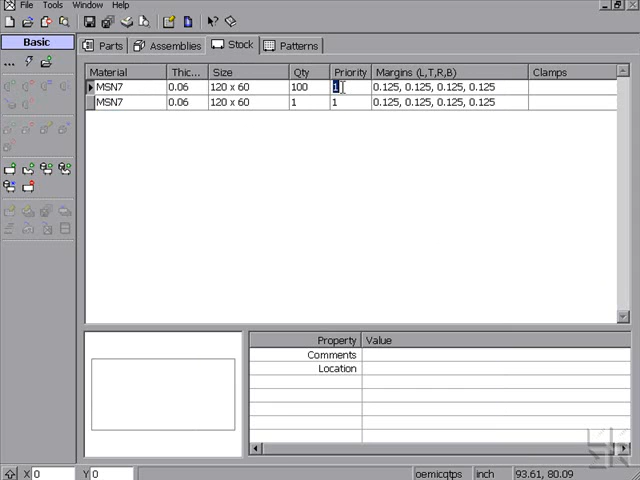 File Tools Window Help
Basic
Parts Assemblies Stock Patterns
Material Thic... Size Qty Priority Margins (L,T,R,B) Clamps
MSN7 0.06 120 x 60 100 1 0.125, 0.125, 0.125, 0.125
MSN7 0.06 120 x 60 1 1 0.125, 0.125, 0.125, 0.125
Property Value
Comments
Location
X 0 Y 0 oemicqtps inch 93.61, 80.09